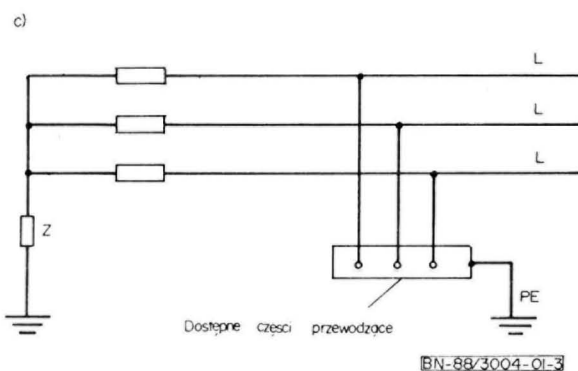 c)
L
L
L
Z
PE
Dostępne części przewodzące
BN-88/3004-01-3